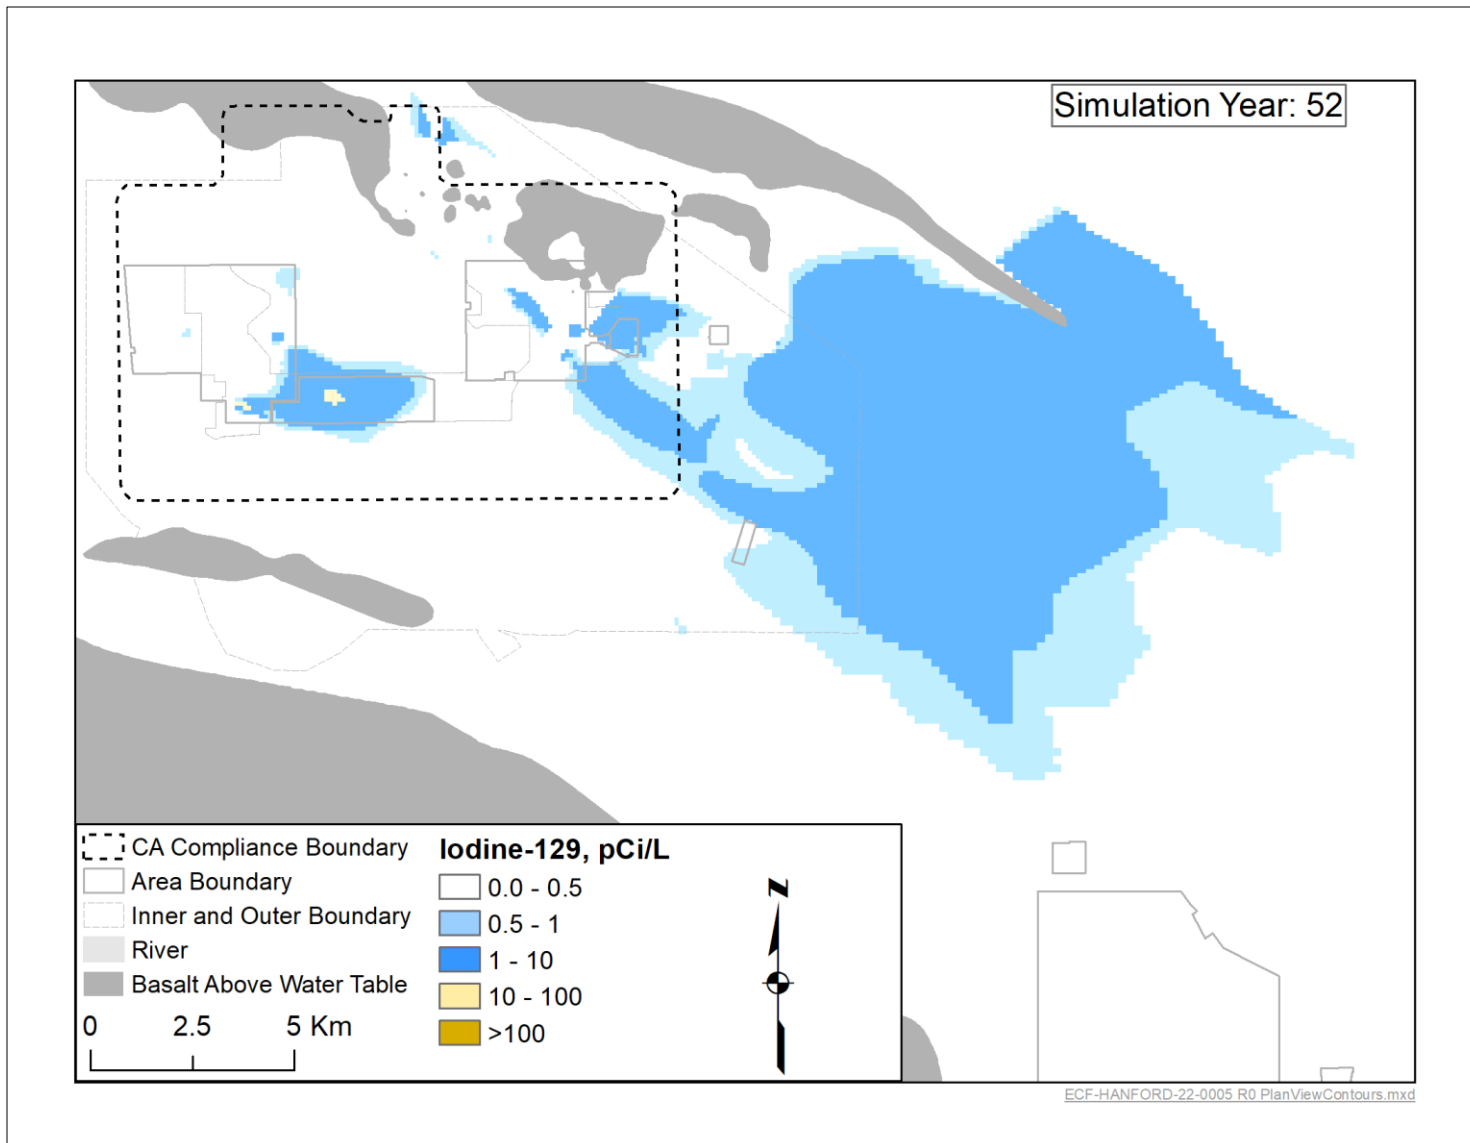 Simulation Year: 52
CA Compliance Boundary
Area Boundary
Inner and Outer Boundary
River
Basalt Above Water Table
0 2.5 5 Km
Iodine-129, pCi/L
0.0 - 0.5
0.5 - 1
1 - 10
10 - 100
>100
N
ECF-HANFORD-22-0005 R0 PlanViewContours.mxd